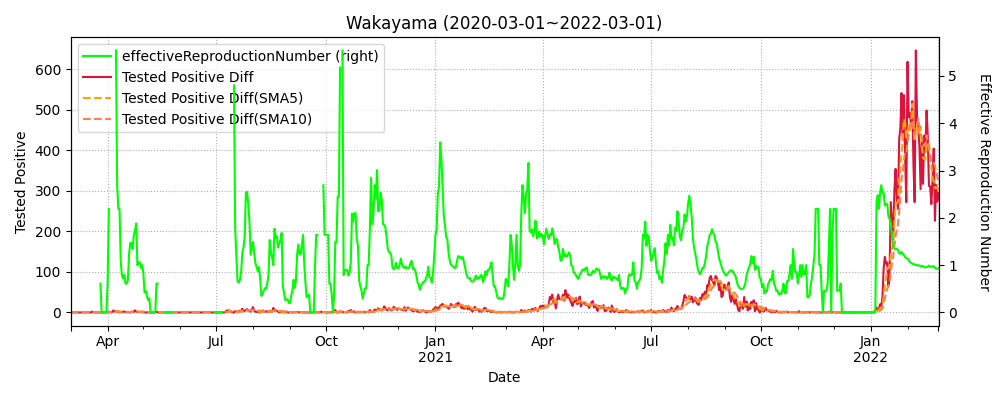 Wakayama (2020-03-01~2022-03-01)
effectiveReproductionNumber (right)
Tested Positive Diff
Tested Positive Diff(SMA5)
Tested Positive Diff(SMA10)
Tested Positive
600
500
400
300
200
100
0
Effective Reproduction Number
5
4
3
2
1
0
Apr Jul Oct Jan Apr Jul Oct Jan
2021 2022
Date